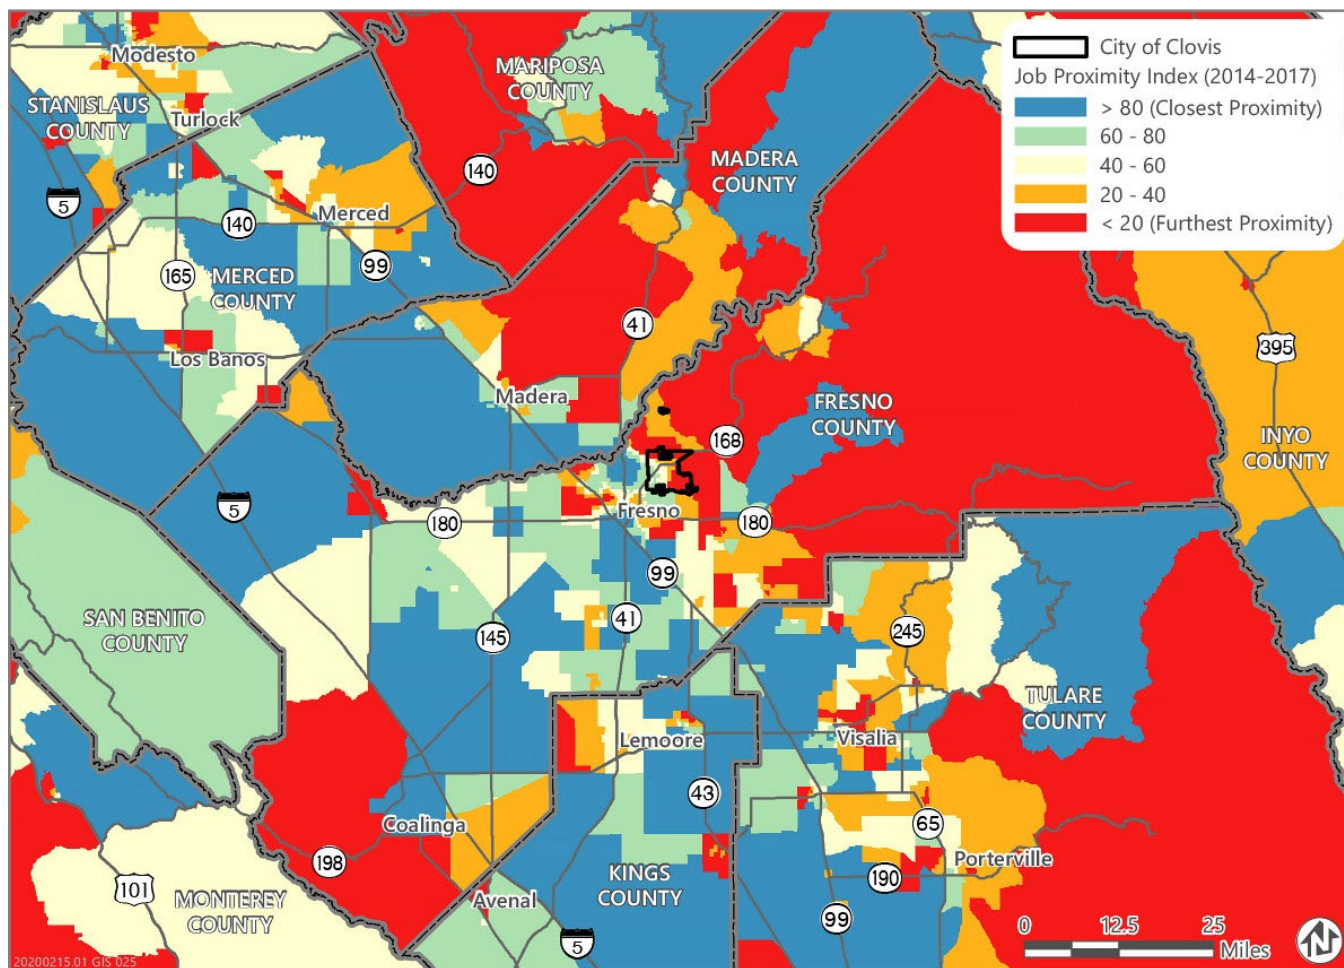 City of Clovis
Job Proximity Index (2014-2017)
> 80 (Closest Proximity)
60 - 80
40 - 60
20 - 40
< 20 (Furthest Proximity)
Modesto
STANISLAUS
COUNTY
Turlock
MARIPOSA
COUNTY
MADERA
COUNTY
140
5
140
Merced
99
165
MERCED
COUNTY
41
395
Los Banos
Madera
FRESNO
COUNTY
168
INYO
COUNTY
5
180
Fresno
180
99
SAN BENITO
COUNTY
145
41
245
TULARE
COUNTY
Lemoore
Visalia
43
Coalinga
65
198
Porterville
101
MONTEREY
COUNTY
Avenal
KINGS
COUNTY
190
99
5
0 12.5 25
Miles
N
20200215.01 GIS 025